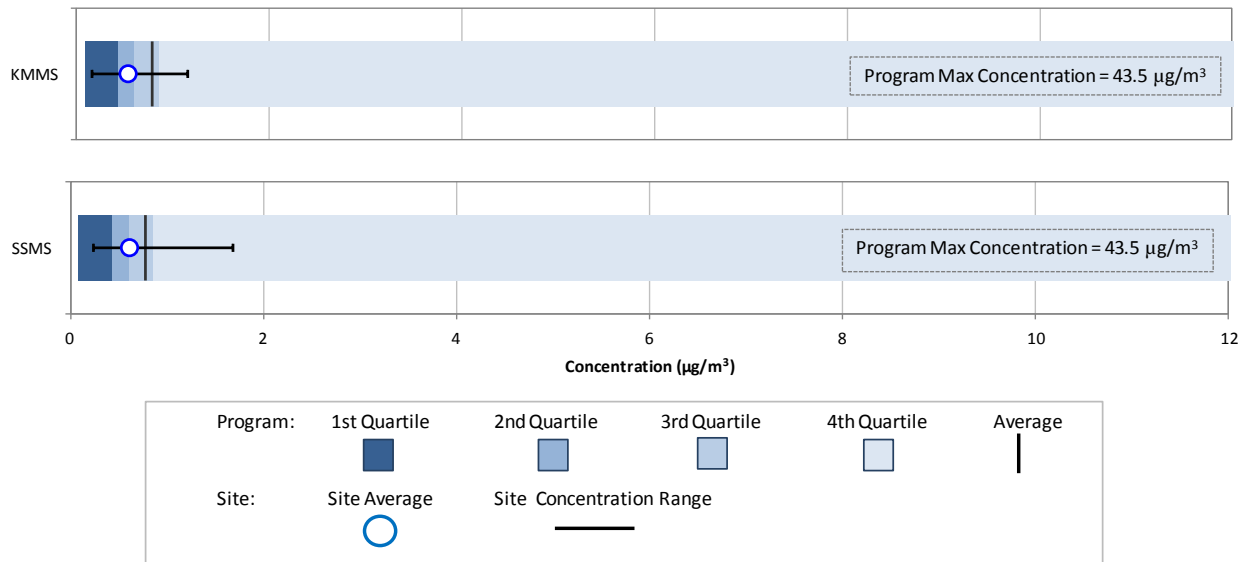 KMMS
Program Max Concentration = 43.5 µg/m³
SSMS
Program Max Concentration = 43.5 µg/m³
0 2 4 6 8 10 12
Concentration (µg/m³)
Program: 1st Quartile 2nd Quartile 3rd Quartile 4th Quartile Average
Site: Site Average Site Concentration Range